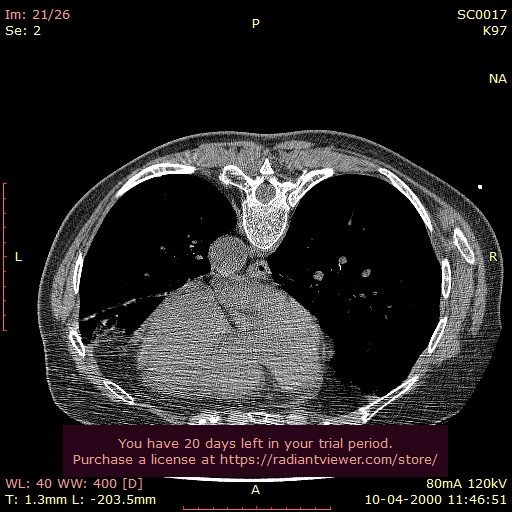 Im: 21/26
Se: 2
P
SC0017
K97
NA
L
R
You have 20 days left in your trial period.
Purchase a license at https://radiantviewer.com/store/
WL: 40 WW: 400 [D]
T: 1.3mm L: -203.5mm
A
80mA 120kV
10-04-2000 11:46:51